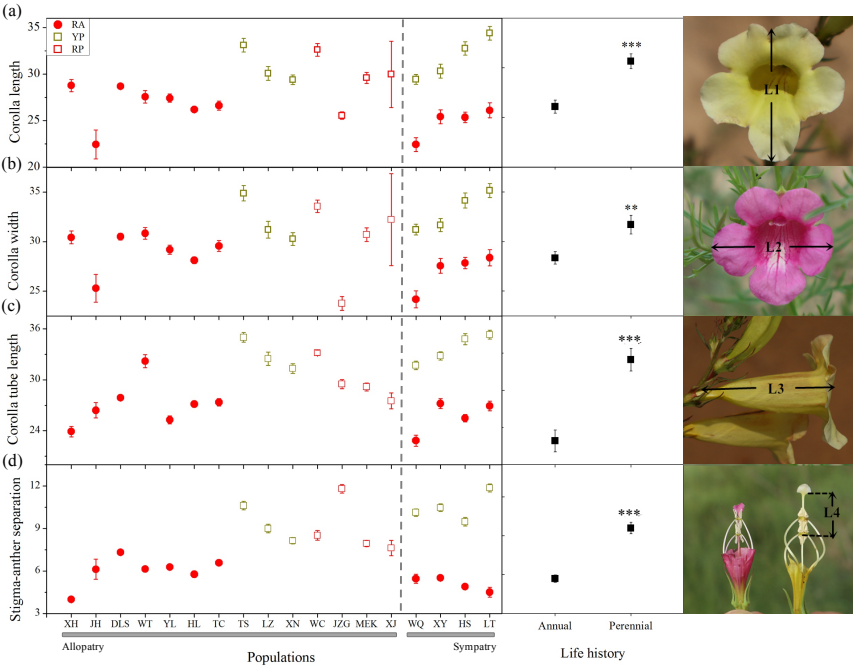 (a)
RA
YP
RP
Corolla length
35
30
25
20
***
L1
(b)
Corolla width
35
30
25
**
L2
(c)
Corolla tube length
36
30
24
***
L3
(d)
Stigma-anther separation
12
9
6
3
***
L4
XH JH DLS WT YL HL TC TS LZ XN WC JZG MEK XJ WQ XY HS LT
Annual Perennial
Allopatry Sympatry
Populations Life history